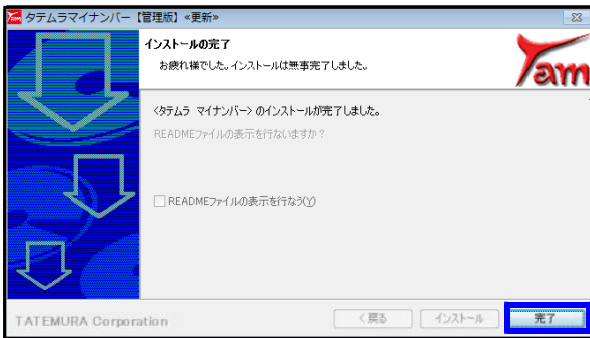 Tam タテムラマイナンバー【管理版】≪更新≫
インストールの完了
お疲れ様でした。インストールは無事完了しました。
Tam
<タテムラ マイナンバー> のインストールが完了しました。
READMEファイルの表示を行ないますか？
READMEファイルの表示を行なう(Y)
TATEMURA Corporation
< 戻る インストール 完了